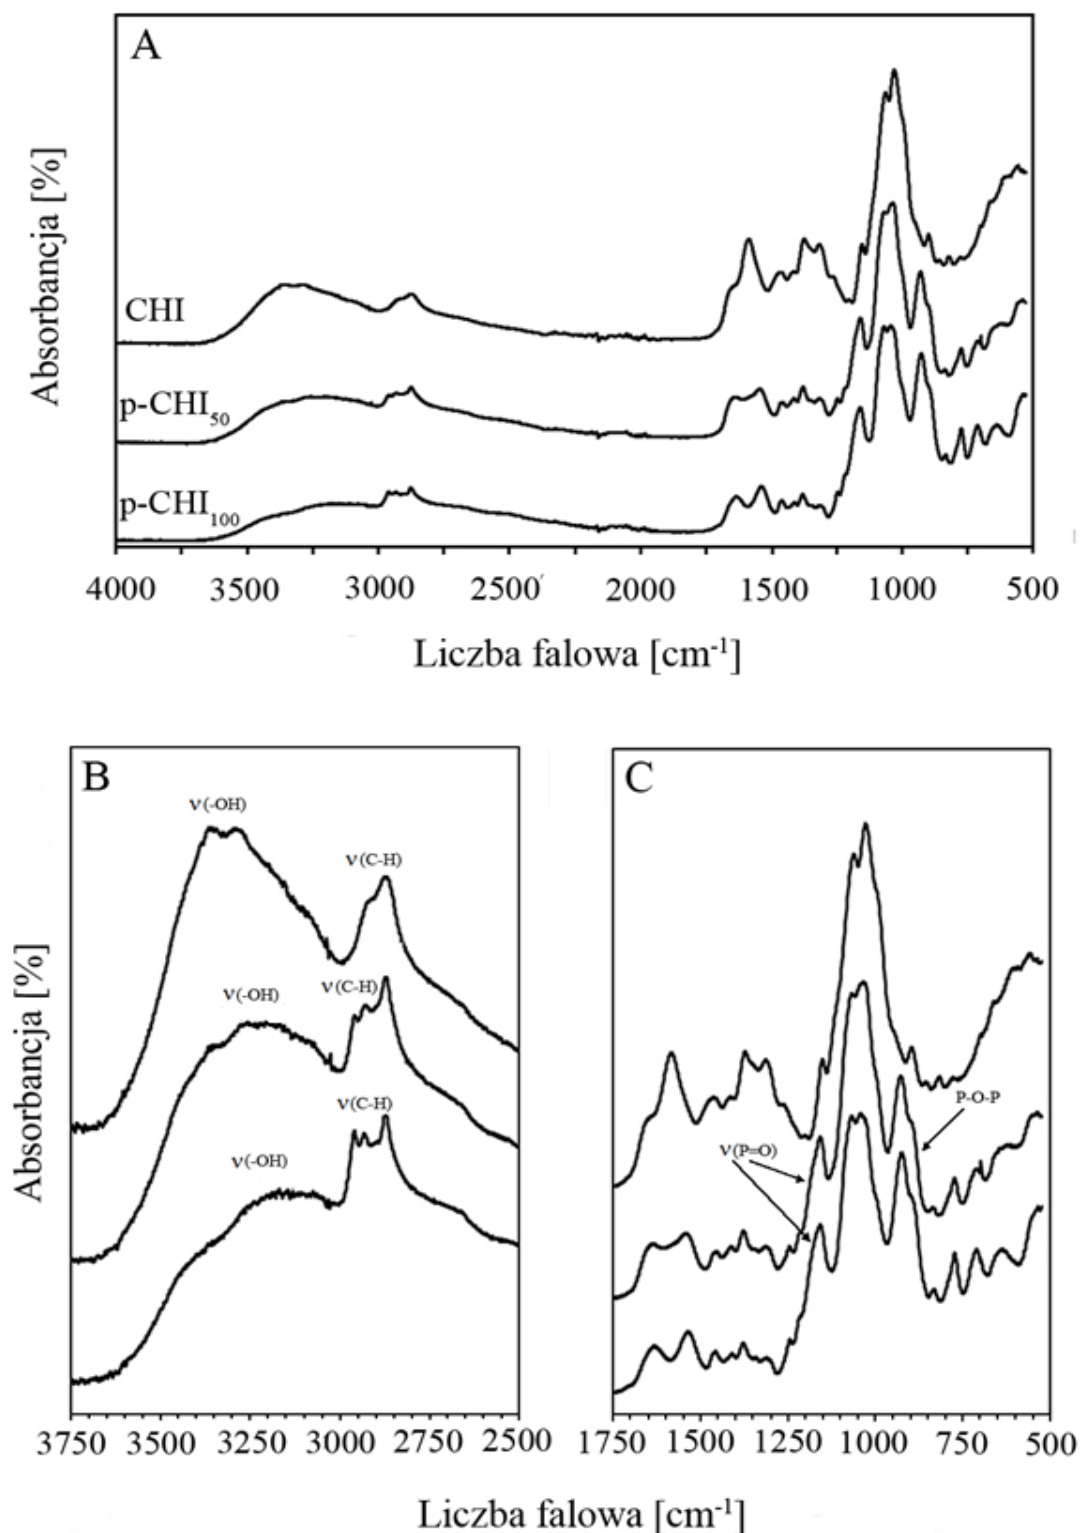 A
Absorbancja [%]
CHI
p-CHI₅₀
p-CHI₁₀₀
4000 3500 3000 2500 2000 1500 1000 500
Liczba falowa [cm⁻¹]
B
ν(-OH)
ν(C-H)
ν(-OH)
ν(C-H)
ν(-OH)
ν(C-H)
Absorbancja [%]
3750 3500 3250 3000 2750 2500
C
P-O-P
ν(P=O)
1750 1500 1250 1000 750 500
Liczba falowa [cm⁻¹]